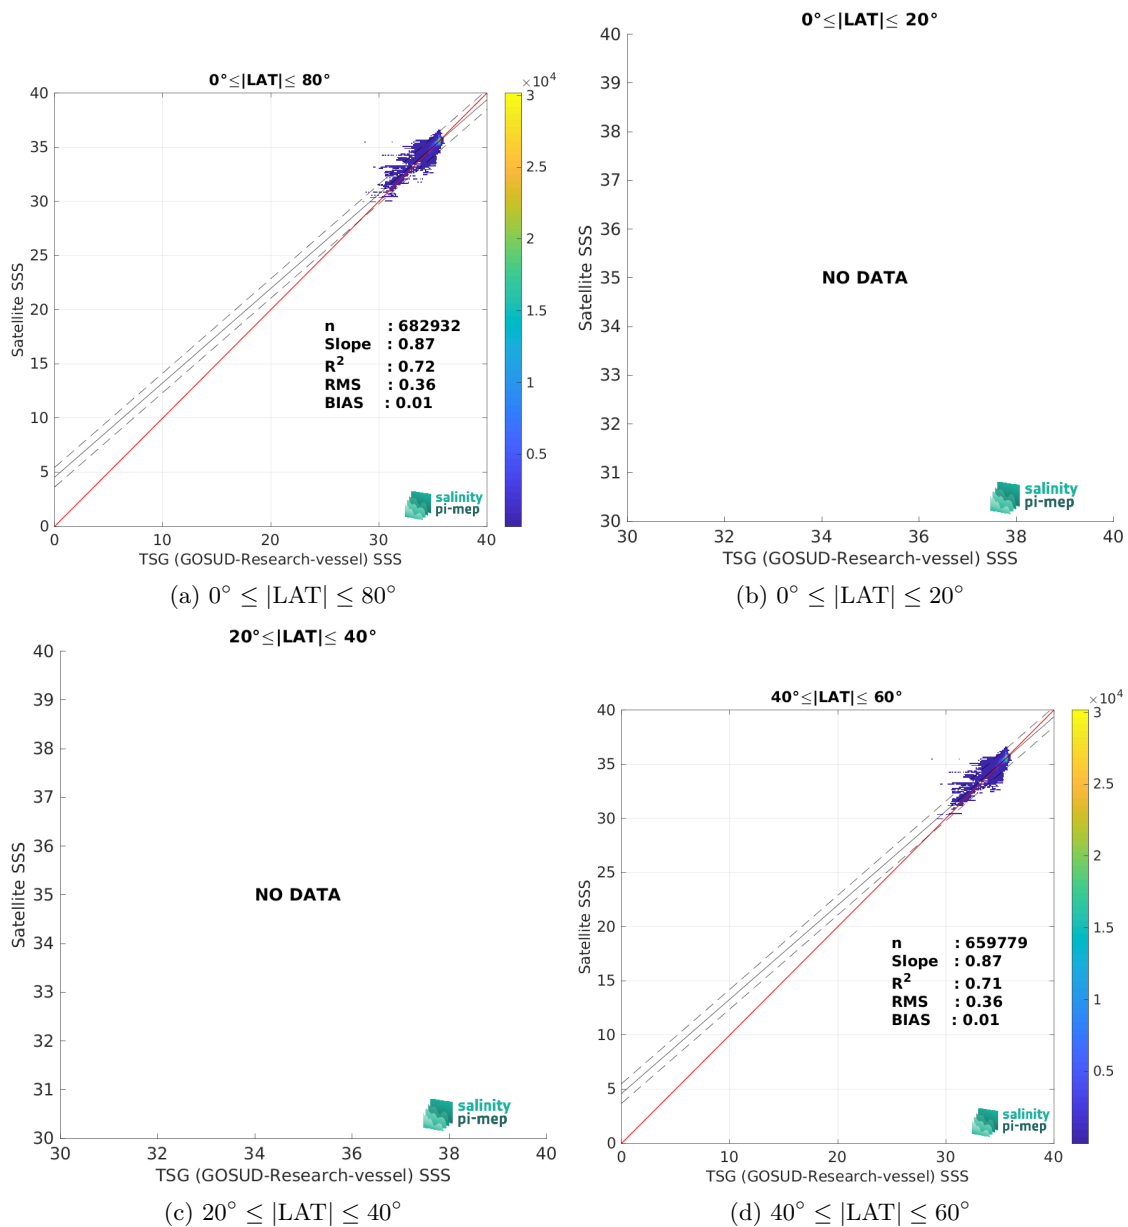 0°≤|LAT|≤ 80°
×10⁴
40
35
30
25
20
15
10
5
0
Satellite SSS
3
2.5
2
1.5
1
0.5
n : 682932
Slope : 0.87
R² : 0.72
RMS : 0.36
BIAS : 0.01
salinity
pi-mep
0 10 20 30 40
TSG (GOSUD-Research-vessel) SSS
(a) 0° ≤ |LAT| ≤ 80°
0°≤|LAT|≤ 20°
40
39
38
37
36
35
34
33
32
31
30
Satellite SSS
NO DATA
salinity
pi-mep
30 32 34 36 38 40
TSG (GOSUD-Research-vessel) SSS
(b) 0° ≤ |LAT| ≤ 20°
20°≤|LAT|≤ 40°
40
39
38
37
36
35
34
33
32
31
30
Satellite SSS
NO DATA
salinity
pi-mep
30 32 34 36 38 40
TSG (GOSUD-Research-vessel) SSS
(c) 20° ≤ |LAT| ≤ 40°
40°≤|LAT|≤ 60°
×10⁴
40
35
30
25
20
15
10
5
0
Satellite SSS
3
2.5
2
1.5
1
0.5
n : 659779
Slope : 0.87
R² : 0.71
RMS : 0.36
BIAS : 0.01
salinity
pi-mep
0 10 20 30 40
TSG (GOSUD-Research-vessel) SSS
(d) 40° ≤ |LAT| ≤ 60°